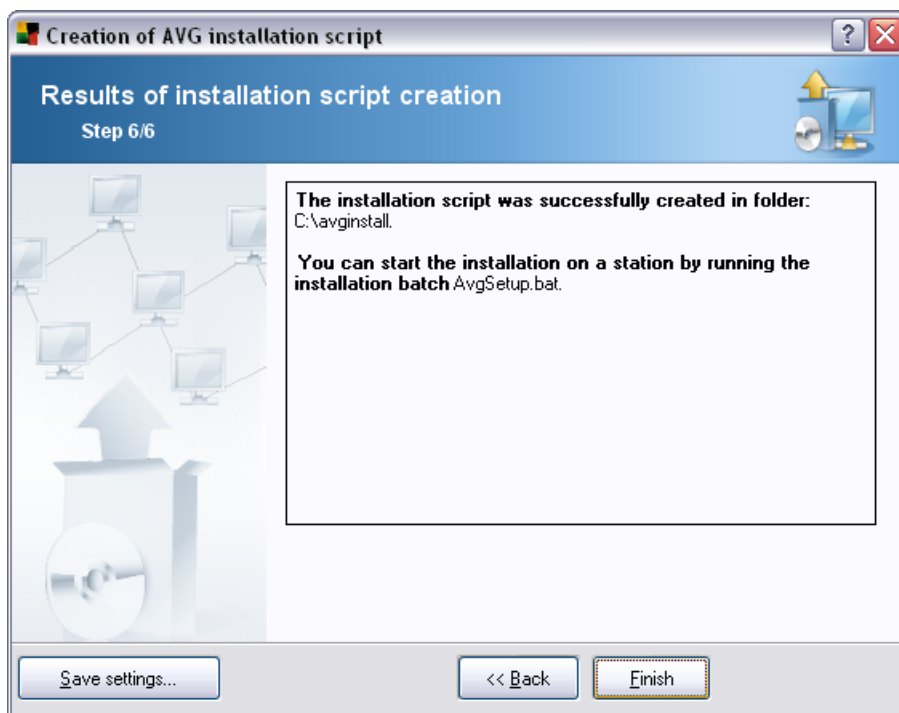 Creation of AVG installation script
Results of installation script creation
Step 6/6
The installation script was successfully created in folder:
C:\avginstall.
You can start the installation on a station by running the
installation batch AvgSetup.bat.
Save settings...
<< Back
Finish